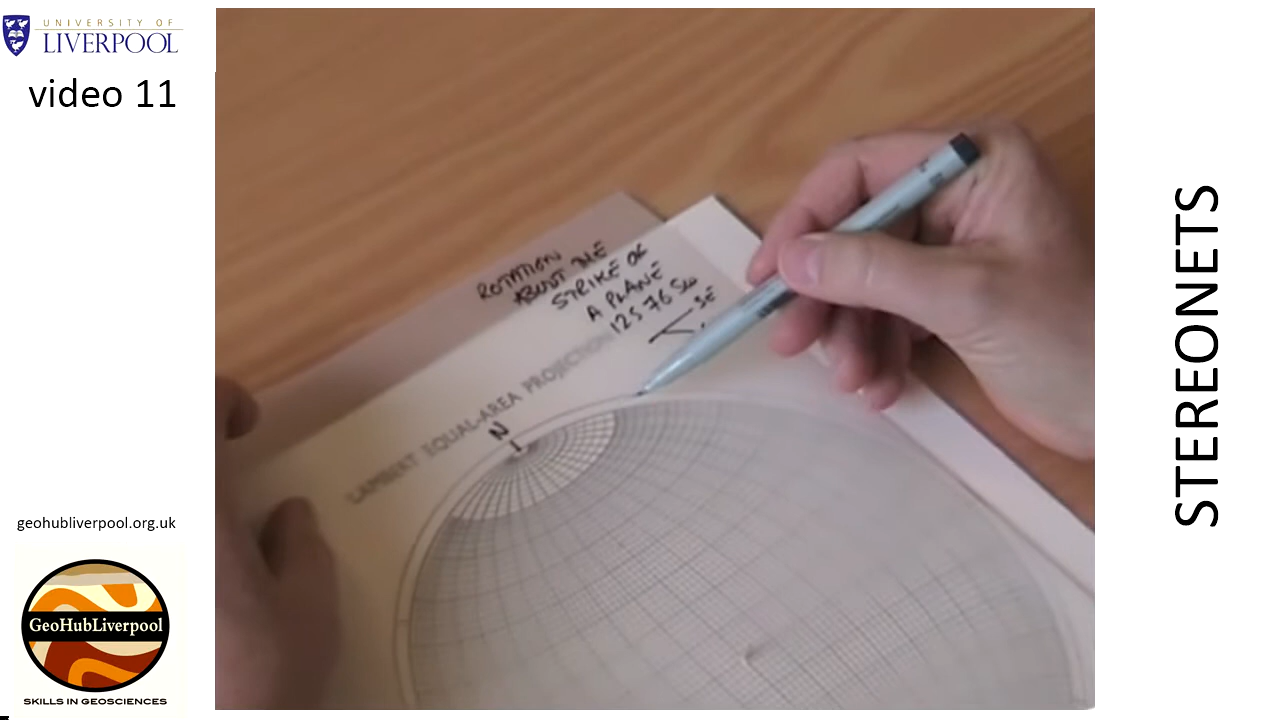 UNIVERSITY OF
LIVERPOOL
video 11
ROTATION
ABOUT THE
STRIKE OF
A PLANE
125 76 SW
SE
LAMBERT EQUAL-AREA PROJECTION
N
STEREONETS
geohubliverpool.org.uk
GeoHubLiverpool
SKILLS IN GEOSCIENCES